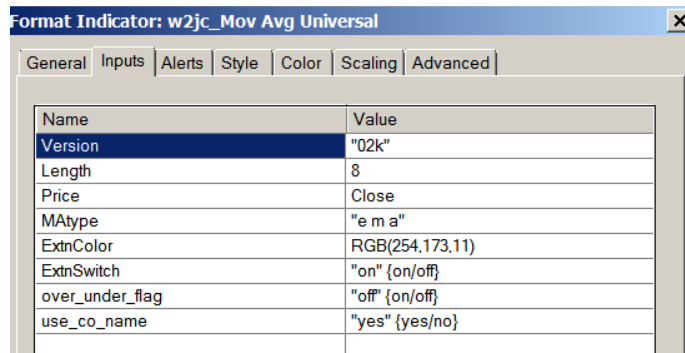 Format Indicator: w2jc_Mov Avg Universal
General Inputs Alerts Style Color Scaling Advanced
Name Value
Version "02k"
Length 8
Price Close
MAtype "e m a"
ExtnColor RGB(254,173,11)
ExtnSwitch "on" {on/off}
over_under_flag "off" {on/off}
use_co_name "yes" {yes/no}